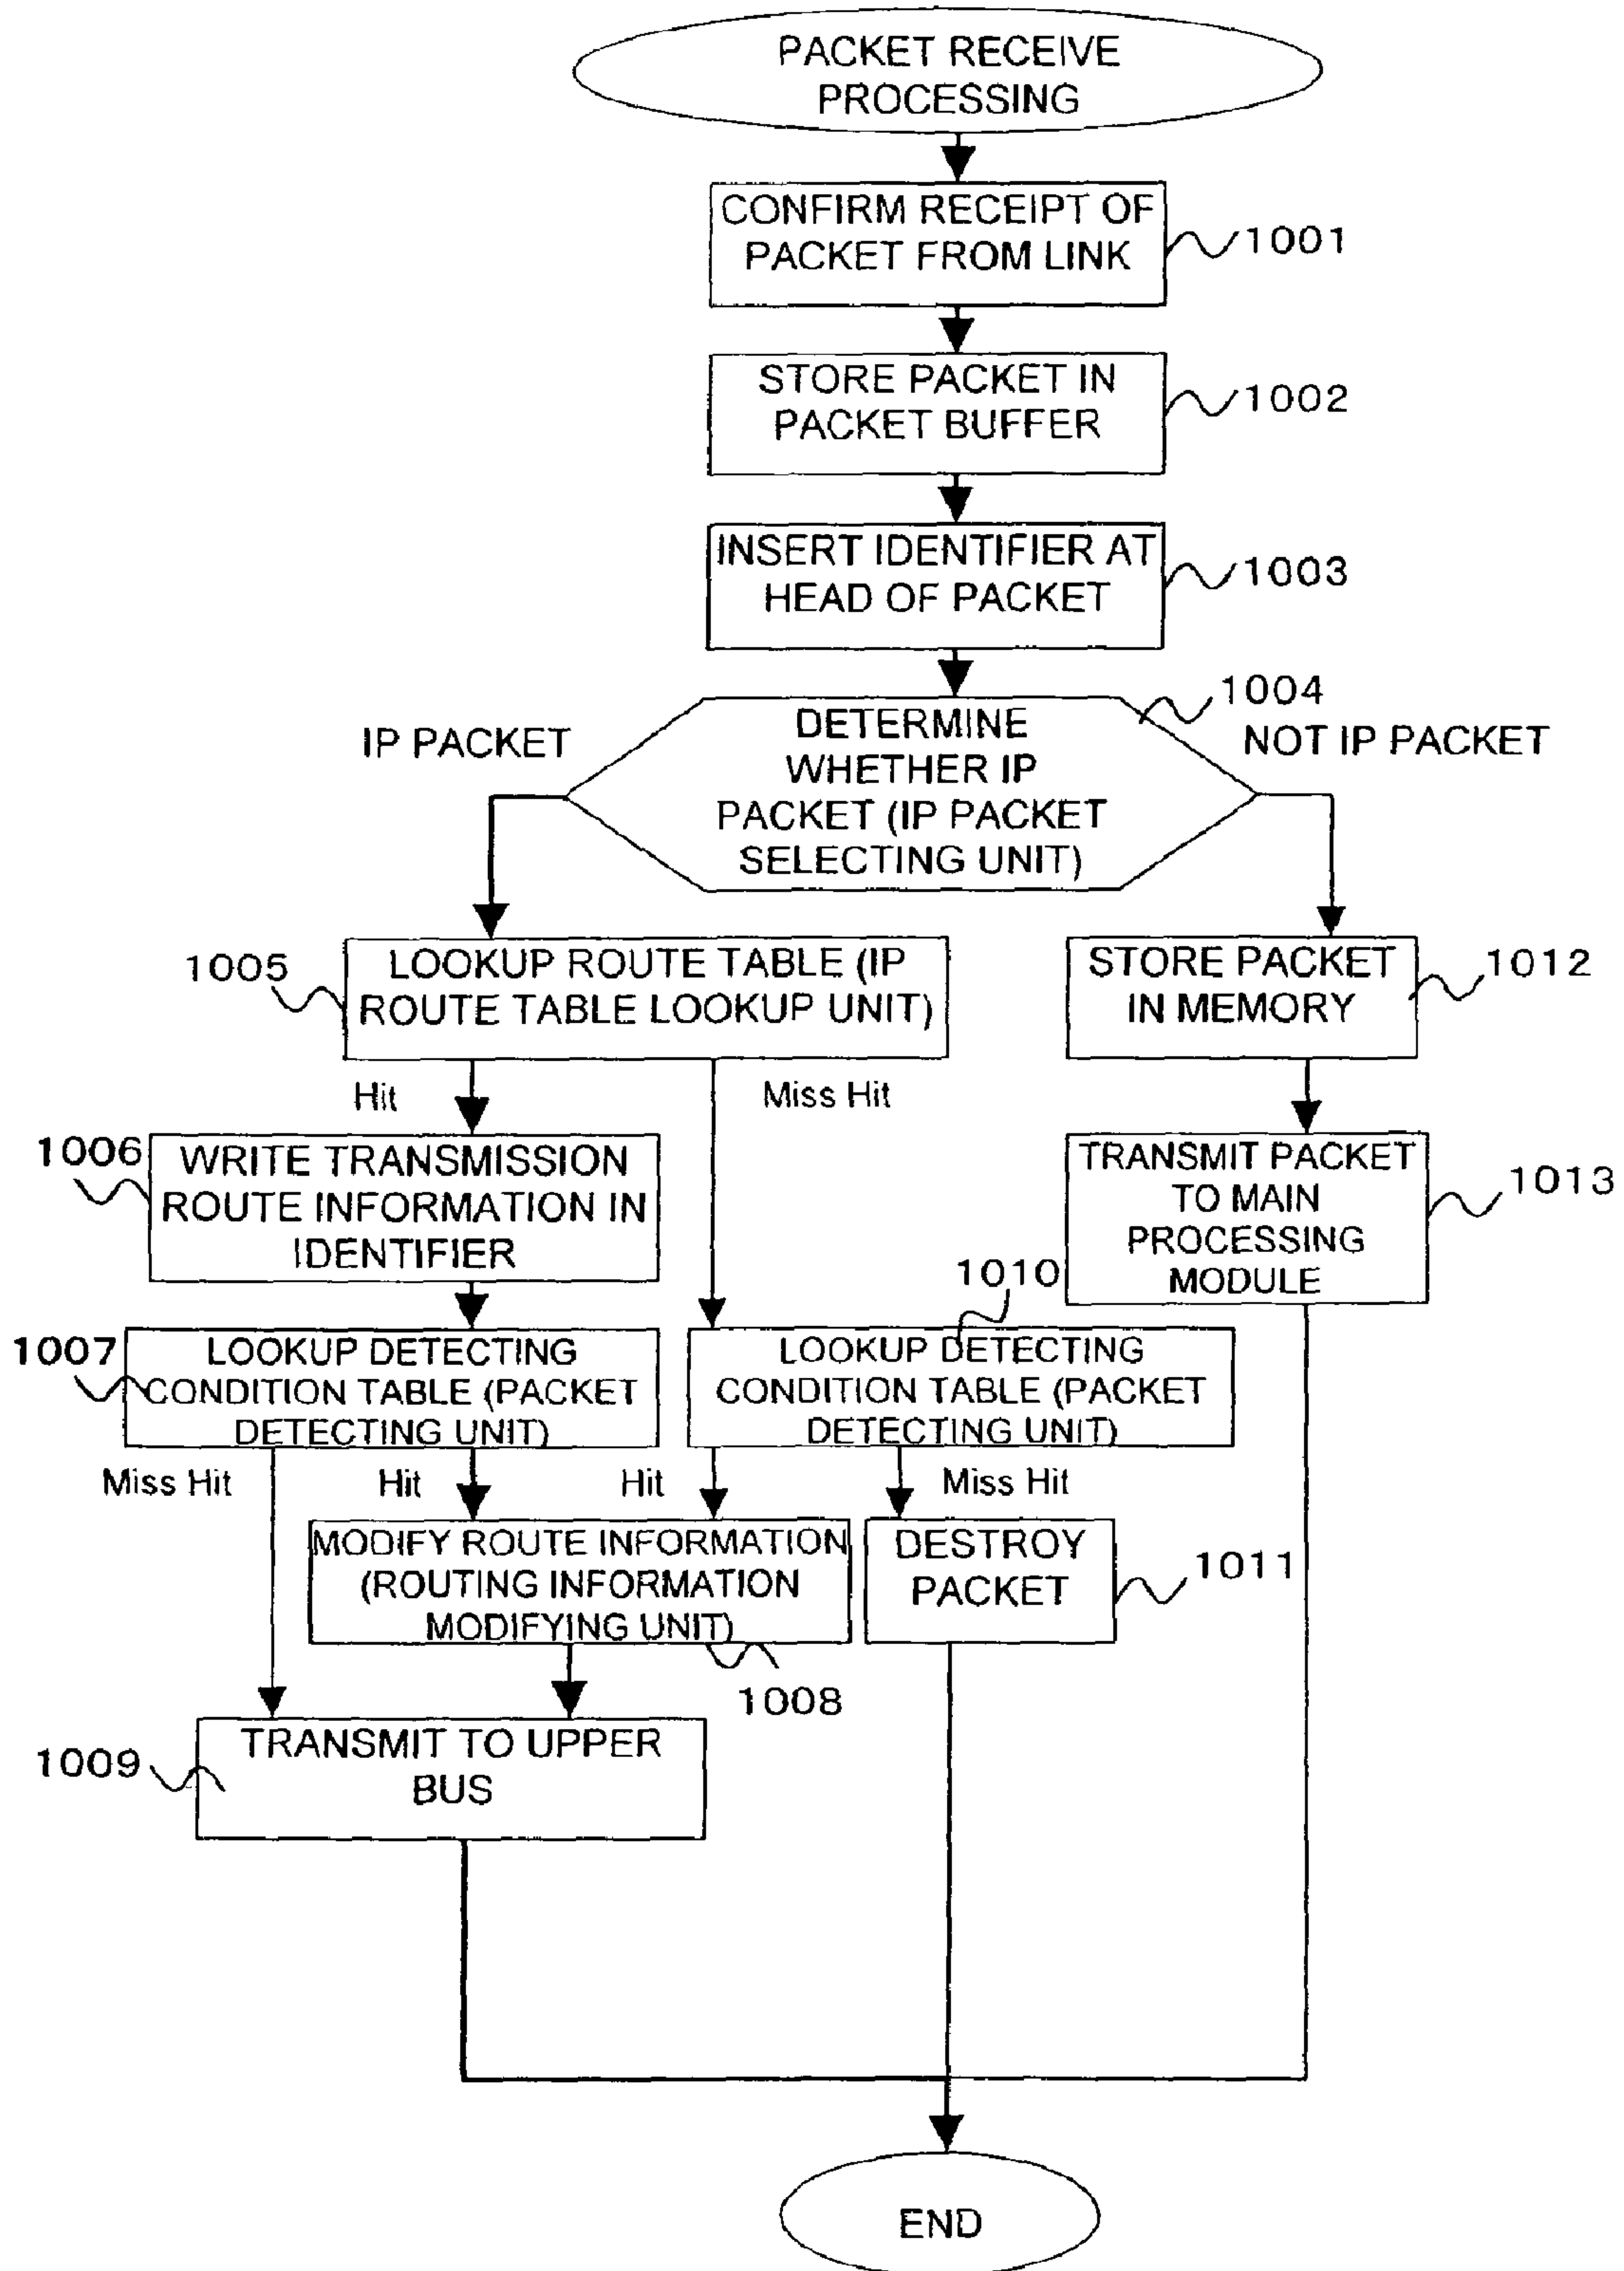 PACKET RECEIVE
PROCESSING
CONFIRM RECEIPT OF
PACKET FROM LINK
1001
STORE PACKET IN
PACKET BUFFER
1002
INSERT IDENTIFIER AT
HEAD OF PACKET
1003
1004
IP PACKET
DETERMINE
WHETHER IP
PACKET (IP PACKET
SELECTING UNIT)
NOT IP PACKET
1005
LOOKUP ROUTE TABLE (IP
ROUTE TABLE LOOKUP UNIT)
STORE PACKET
IN MEMORY
1012
Hit
Miss Hit
1006
WRITE TRANSMISSION
ROUTE INFORMATION IN
IDENTIFIER
TRANSMIT PACKET
TO MAIN
PROCESSING
MODULE
1013
1010
1007
LOOKUP DETECTING
CONDITION TABLE (PACKET
DETECTING UNIT)
LOOKUP DETECTING
CONDITION TABLE (PACKET
DETECTING UNIT)
Miss Hit
Hit
Hit
Miss Hit
MODIFY ROUTE INFORMATION
(ROUTING INFORMATION
MODIFYING UNIT)
1008
DESTROY
PACKET
1011
1009
TRANSMIT TO UPPER
BUS
END